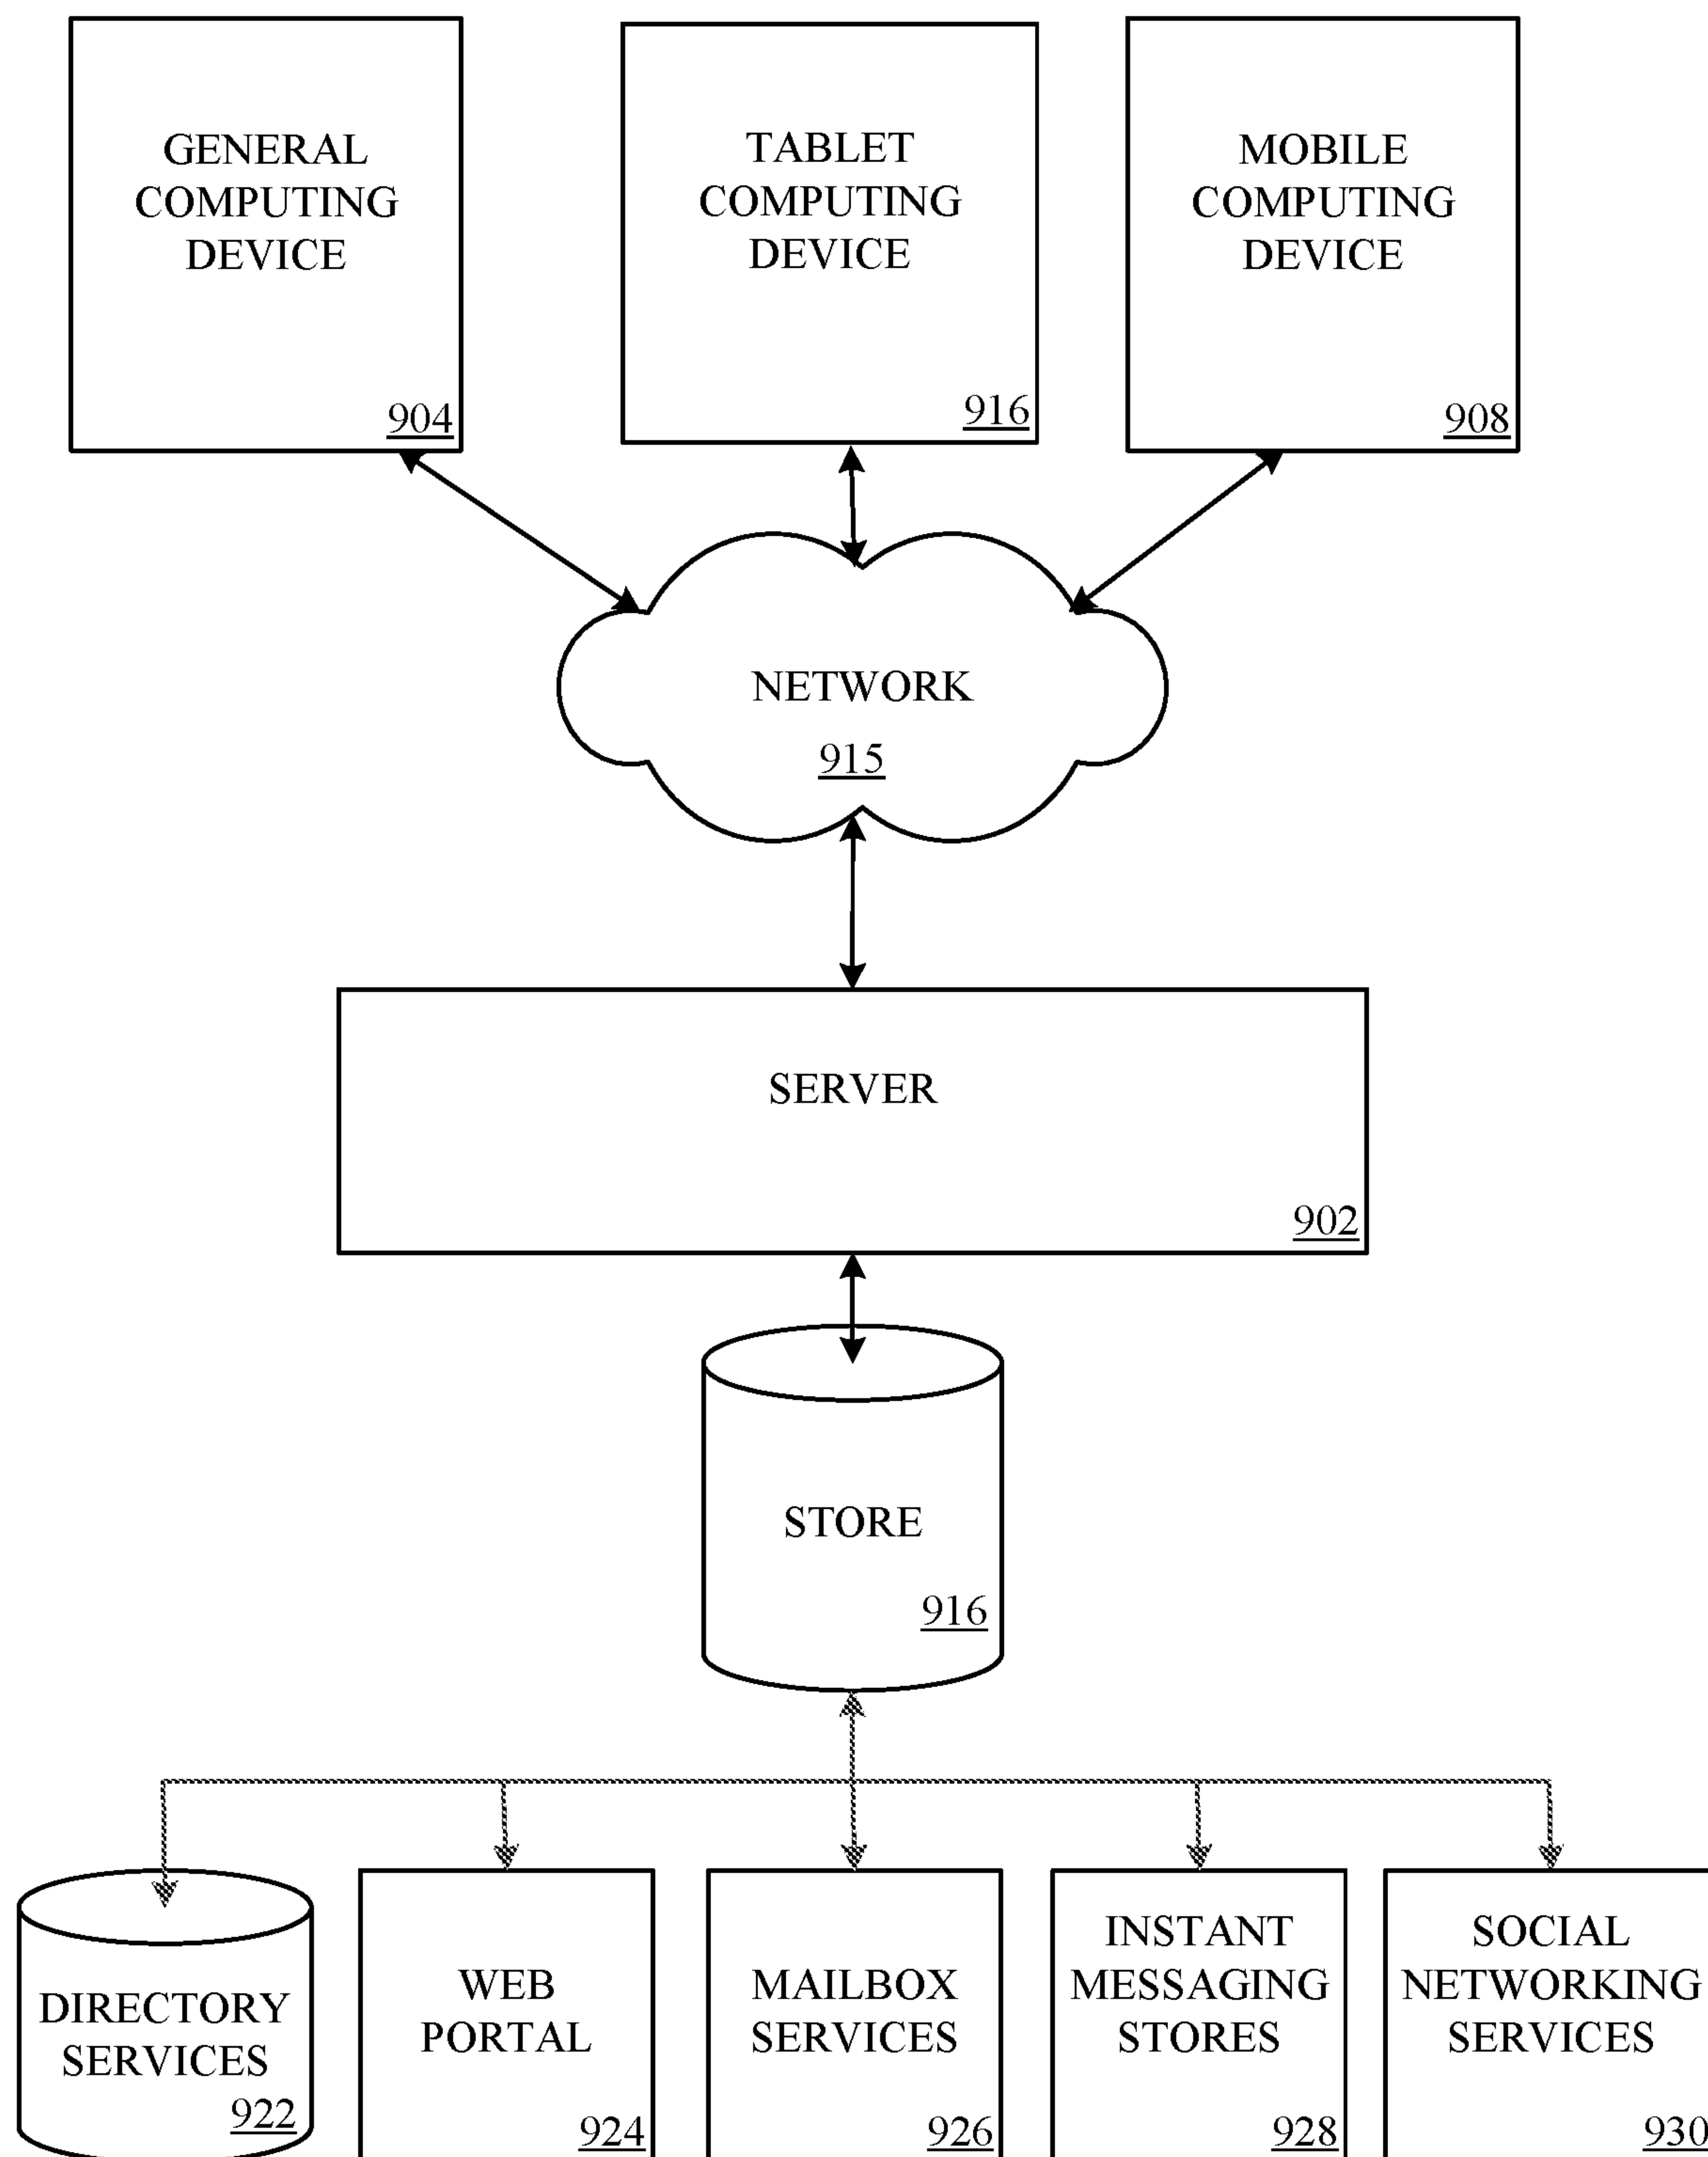 GENERAL
COMPUTING
DEVICE
904
TABLET
COMPUTING
DEVICE
916
MOBILE
COMPUTING
DEVICE
908
NETWORK
915
SERVER
902
STORE
916
DIRECTORY
SERVICES
922
WEB
PORTAL
924
MAILBOX
SERVICES
926
INSTANT
MESSAGING
STORES
928
SOCIAL
NETWORKING
SERVICES
930